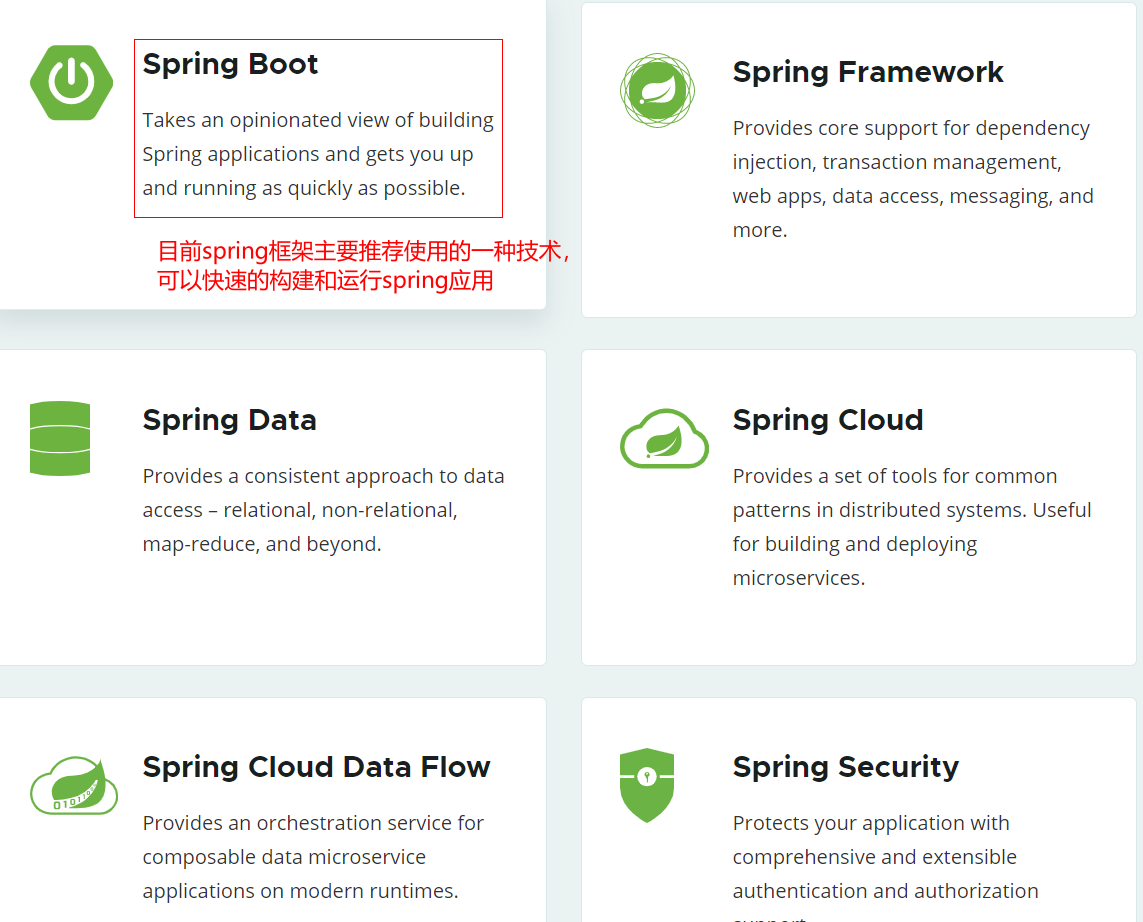 Spring Boot
Takes an opinionated view of building
Spring applications and gets you up
and running as quickly as possible.
目前spring框架主要推荐使用的一种技术，
可以快速的构建和运行spring应用
Spring Framework
Provides core support for dependency
injection, transaction management,
web apps, data access, messaging, and
more.
Spring Data
Provides a consistent approach to data
access – relational, non-relational,
map-reduce, and beyond.
Spring Cloud
Provides a set of tools for common
patterns in distributed systems. Useful
for building and deploying
microservices.
Spring Cloud Data Flow
Provides an orchestration service for
composable data microservice
applications on modern runtimes.
Spring Security
Protects your application with
comprehensive and extensible
authentication and authorization